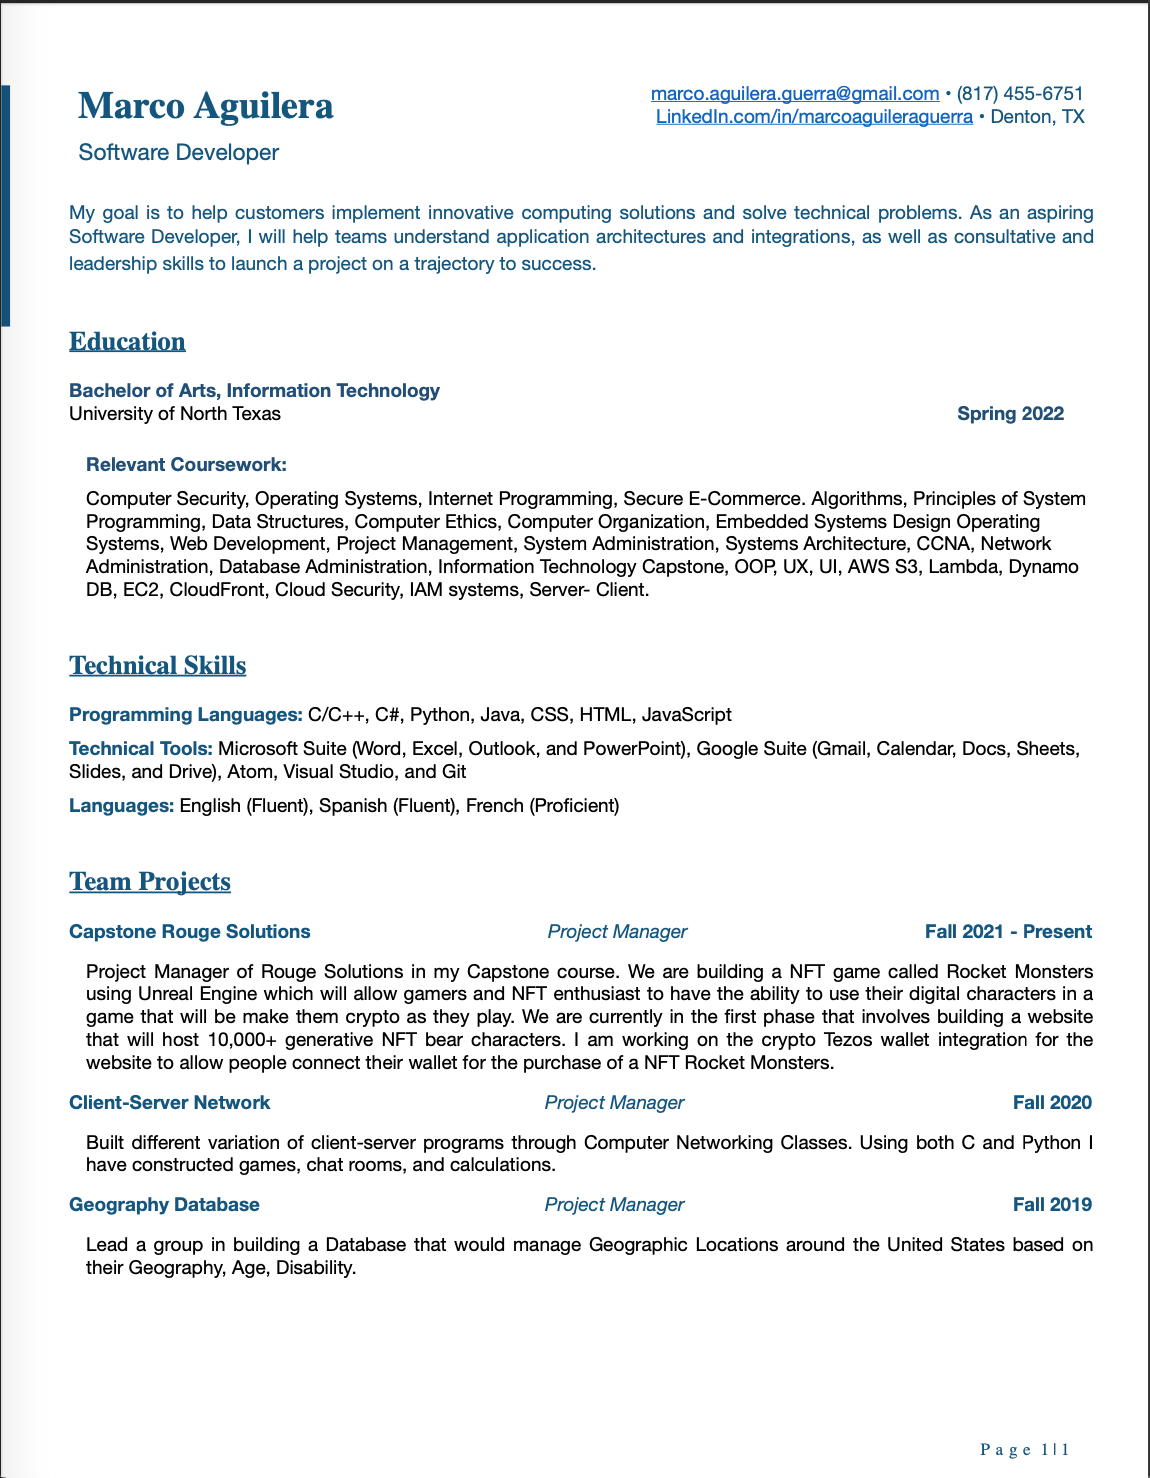 Marco Aguilera
marco.aguilera.guerra@gmail.com • (817) 455-6751
LinkedIn.com/in/marcoaguileraguerra • Denton, TX
Software Developer
My goal is to help customers implement innovative computing solutions and solve technical problems. As an aspiring
Software Developer, I will help teams understand application architectures and integrations, as well as consultative and
leadership skills to launch a project on a trajectory to success.
Education
Bachelor of Arts, Information Technology
University of North Texas Spring 2022
Relevant Coursework:
Computer Security, Operating Systems, Internet Programming, Secure E-Commerce. Algorithms, Principles of System
Programming, Data Structures, Computer Ethics, Computer Organization, Embedded Systems Design Operating
Systems, Web Development, Project Management, System Administration, Systems Architecture, CCNA, Network
Administration, Database Administration, Information Technology Capstone, OOP, UX, UI, AWS S3, Lambda, Dynamo
DB, EC2, CloudFront, Cloud Security, IAM systems, Server- Client.
Technical Skills
Programming Languages: C/C++, C#, Python, Java, CSS, HTML, JavaScript
Technical Tools: Microsoft Suite (Word, Excel, Outlook, and PowerPoint), Google Suite (Gmail, Calendar, Docs, Sheets,
Slides, and Drive), Atom, Visual Studio, and Git
Languages: English (Fluent), Spanish (Fluent), French (Proficient)
Team Projects
Capstone Rouge Solutions Project Manager Fall 2021 - Present
Project Manager of Rouge Solutions in my Capstone course. We are building a NFT game called Rocket Monsters
using Unreal Engine which will allow gamers and NFT enthusiast to have the ability to use their digital characters in a
game that will be make them crypto as they play. We are currently in the first phase that involves building a website
that will host 10,000+ generative NFT bear characters. I am working on the crypto Tezos wallet integration for the
website to allow people connect their wallet for the purchase of a NFT Rocket Monsters.
Client-Server Network Project Manager Fall 2020
Built different variation of client-server programs through Computer Networking Classes. Using both C and Python I
have constructed games, chat rooms, and calculations.
Geography Database Project Manager Fall 2019
Lead a group in building a Database that would manage Geographic Locations around the United States based on
their Geography, Age, Disability.
Page 1|1